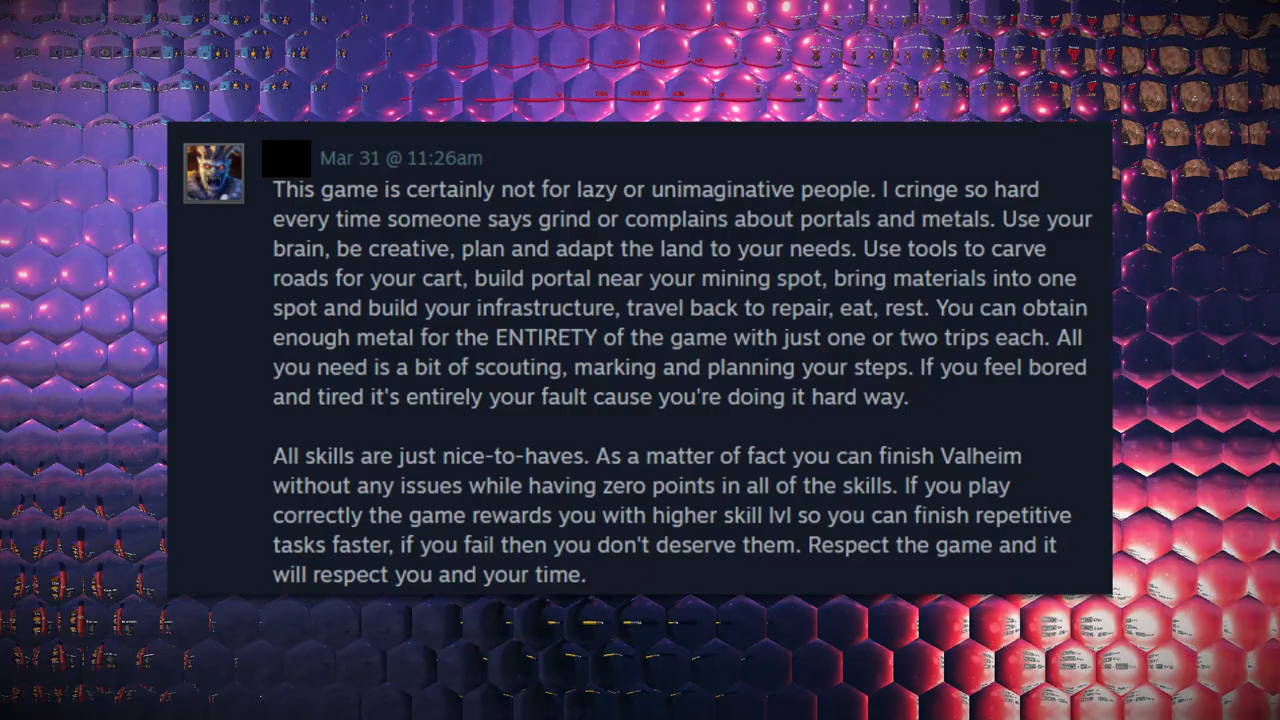 Mar 31 @ 11:26am
This game is certainly not for lazy or unimaginative people. I cringe so hard
every time someone says grind or complains about portals and metals. Use your
brain, be creative, plan and adapt the land to your needs. Use tools to carve
roads for your cart, build portal near your mining spot, bring materials into one
spot and build your infrastructure, travel back to repair, eat, rest. You can obtain
enough metal for the ENTIRETY of the game with just one or two trips each. All
you need is a bit of scouting, marking and planning your steps. If you feel bored
and tired it's entirely your fault cause you're doing it hard way.
All skills are just nice-to-haves. As a matter of fact you can finish Valheim
without any issues while having zero points in all of the skills. If you play
correctly the game rewards you with higher skill lvl so you can finish repetitive
tasks faster, if you fail then you don't deserve them. Respect the game and it
will respect you and your time.